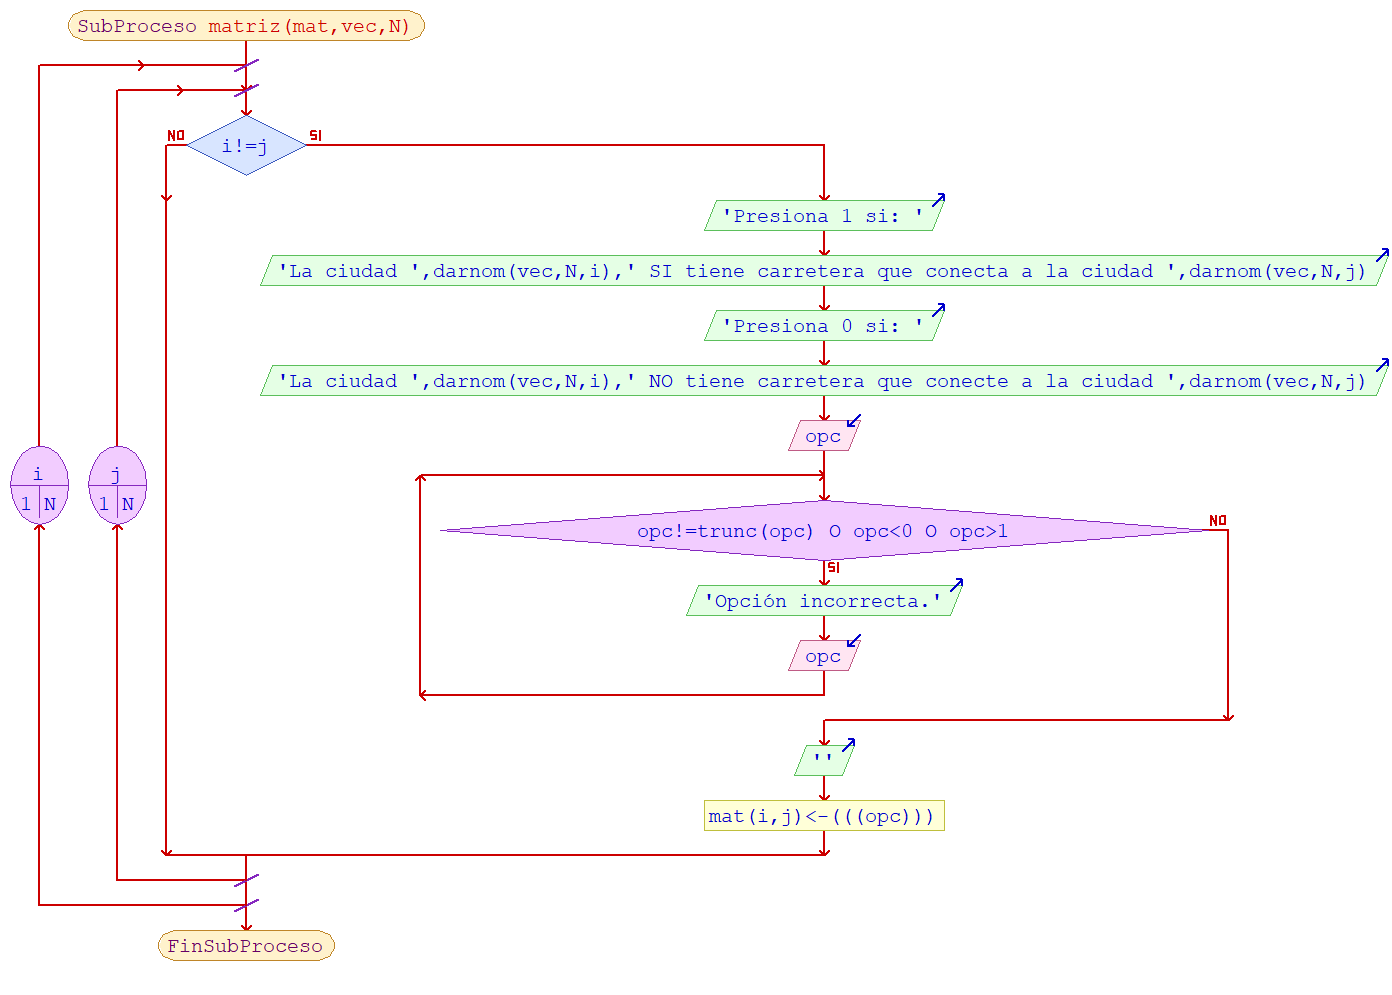 SubProceso matriz(mat,vec,N)
i!=j
NO
SI
'Presiona 1 si: '
'La ciudad ',darnom(vec,N,i),' SI tiene carretera que conecta a la ciudad ',darnom(vec,N,j)
'Presiona 0 si: '
'La ciudad ',darnom(vec,N,i),' NO tiene carretera que conecte a la ciudad ',darnom(vec,N,j)
opc
i
1 N
j
1 N
opc!=trunc(opc) O opc<0 O opc>1
NO
SI
'Opción incorrecta.'
opc
''
mat(i,j)<-(((opc)))
FinSubProceso